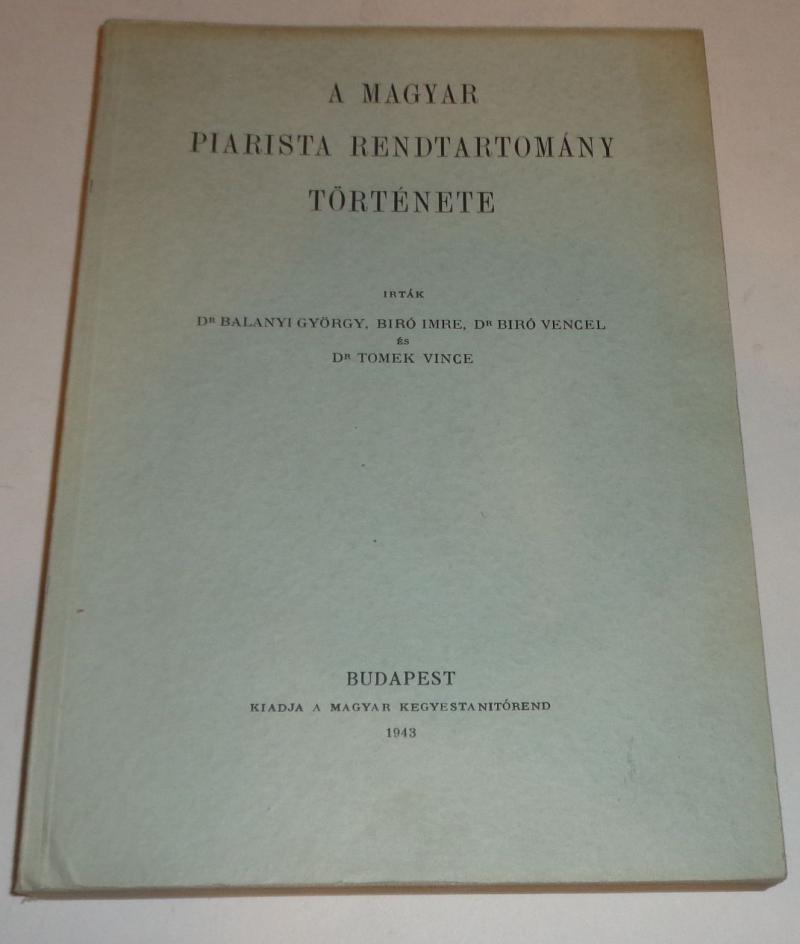 A MAGYAR
PIARISTA RENDTARTOMÁNY
TÖRTÉNETE
IRTÁK
DR BALANYI GYÖRGY, BIRÓ IMRE, DR BIRÓ VENCEL
ÉS
DR TOMEK VINCE
BUDAPEST
KIADJA A MAGYAR KEGYESTANITÓREND
1943